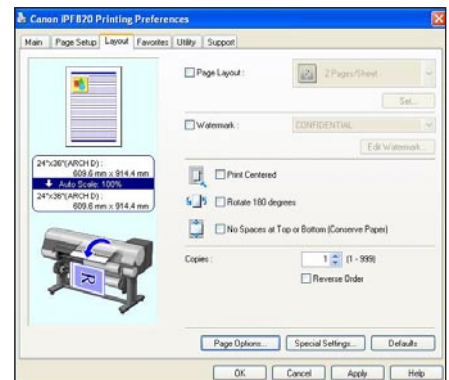 Canon iPF820 Printing Preferences
Main Page Setup Layout Favorites Utility Support
Page Layout :
2 Pages/Sheet
Set...
Watermark :
CONFIDENTIAL
Edit Watermark...
24"x36"(ARCH D) :
609.6 mm x 914.4 mm
Auto Scale: 100%
24"x36"(ARCH D) :
609.6 mm x 914.4 mm
Print Centered
Rotate 180 degrees
No Spaces at Top or Bottom (Conserve Paper)
Copies :
1 (1 - 999)
Reverse Order
Page Options... Special Settings... Defaults
OK Cancel Apply Help